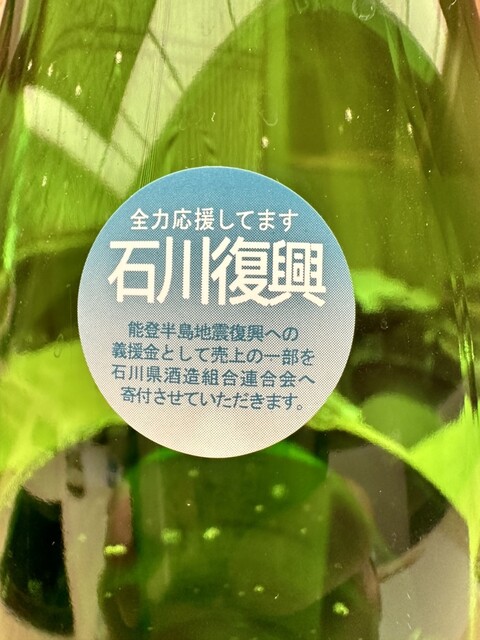 全力応援してます
石川復興
能登半島地震復興への
義援金として売上の一部を
石川県酒造組合連合会へ
寄付させていただきます。